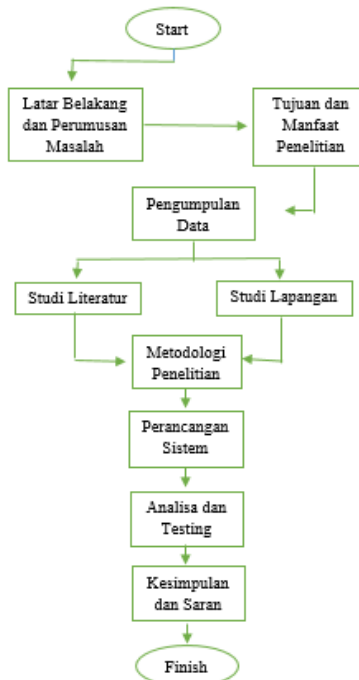 Start
Latar Belakang
dan Perumusan
Masalah
Tujuan dan
Manfaat
Penelitian
Pengumpulan
Data
Studi Literatur
Studi Lapangan
Metodologi
Penelitian
Perancangan
Sistem
Analisa dan
Testing
Kesimpulan
dan Saran
Finish